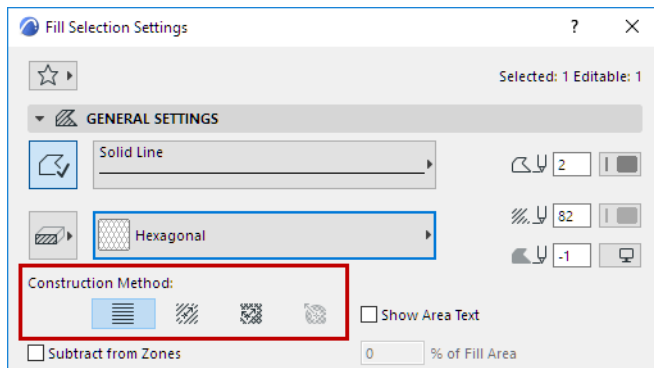 Fill Selection Settings
?
Selected: 1 Editable: 1
GENERAL SETTINGS
Solid Line
2
Hexagonal
82
-1
Construction Method:
Show Area Text
Subtract from Zones
0
% of Fill Area